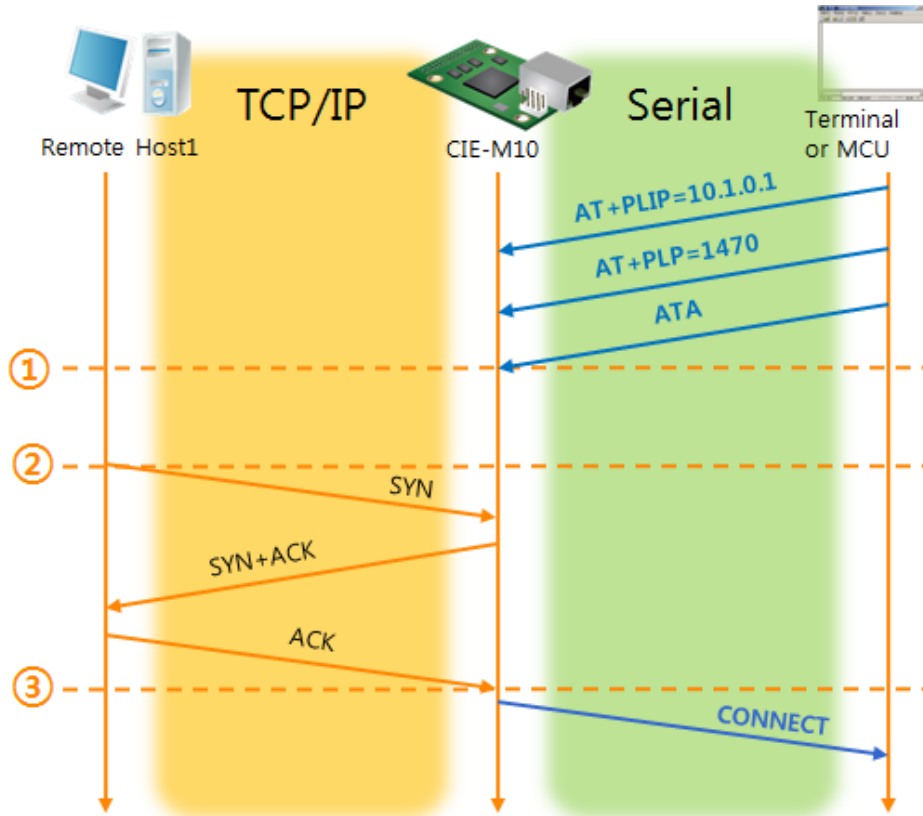 TCP/IP
Serial
Remote Host1
CIE-M10
Terminal
or MCU
AT+PLIP=10.1.0.1
AT+PLP=1470
ATA
①
②
SYN
SYN+ACK
ACK
③
CONNECT